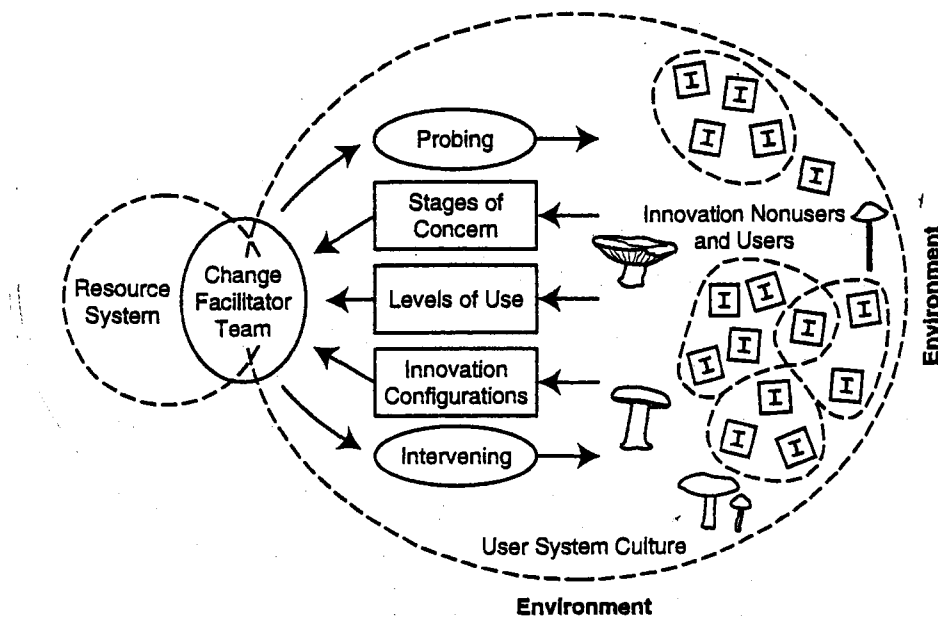 Probing
Stages of
Concern
Levels of Use
Innovation
Configurations
Intervening
Resource
System
Change
Facilitator
Team
I
I
I
I
I
Innovation Nonusers
and Users
I
I
I
I
I
I
I
I
I
I
User System Culture
Environment
Environment